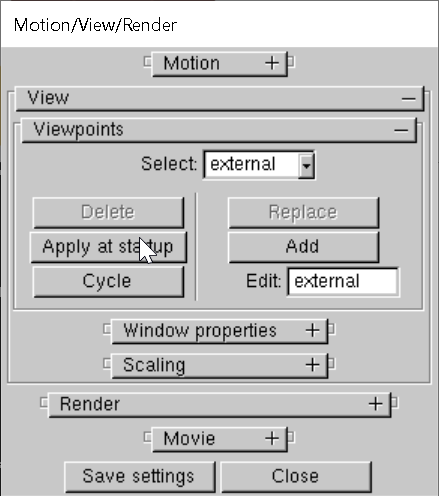 Motion/View/Render
Motion +
View −
Viewpoints −
Select: external
Delete Replace
Apply at startup Add
Cycle Edit: external
Window properties +
Scaling +
Render +
Movie +
Save settings Close